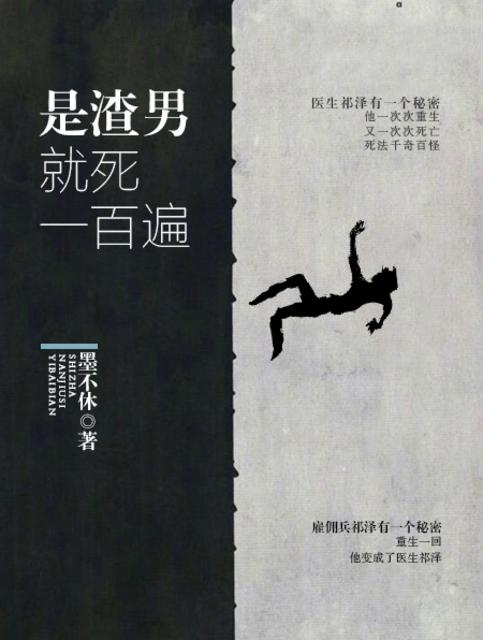 是渣男
就死
一百遍
墨不休◎著
SHIZHA
NANJIUSI
YIBAIBIAN
医生祁泽有一个秘密
他一次次重生
又一次次死亡
死法千奇百怪
雇佣兵祁泽有一个秘密
重生一回
他变成了医生祁泽